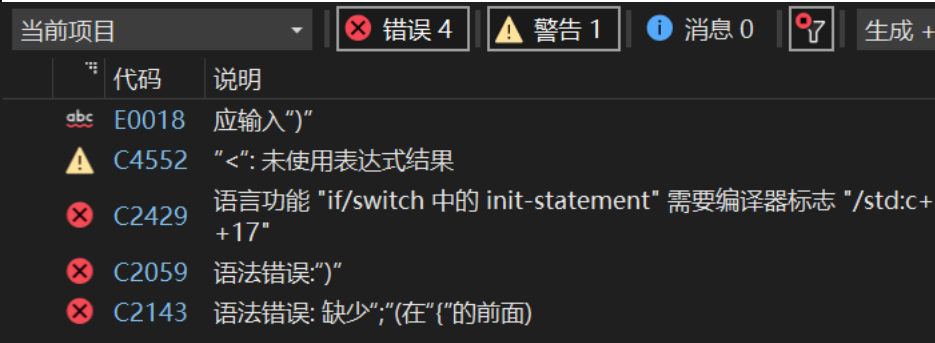 当前项目 错误 4 警告 1 消息 0 生成 +
代码 说明
abc E0018 应输入“)”
C4552 “<”: 未使用表达式结果
C2429 语言功能 "if/switch 中的 init-statement" 需要编译器标志 "/std:c+
+17"
C2059 语法错误:“)”
C2143 语法错误: 缺少“;”(在“{”的前面)